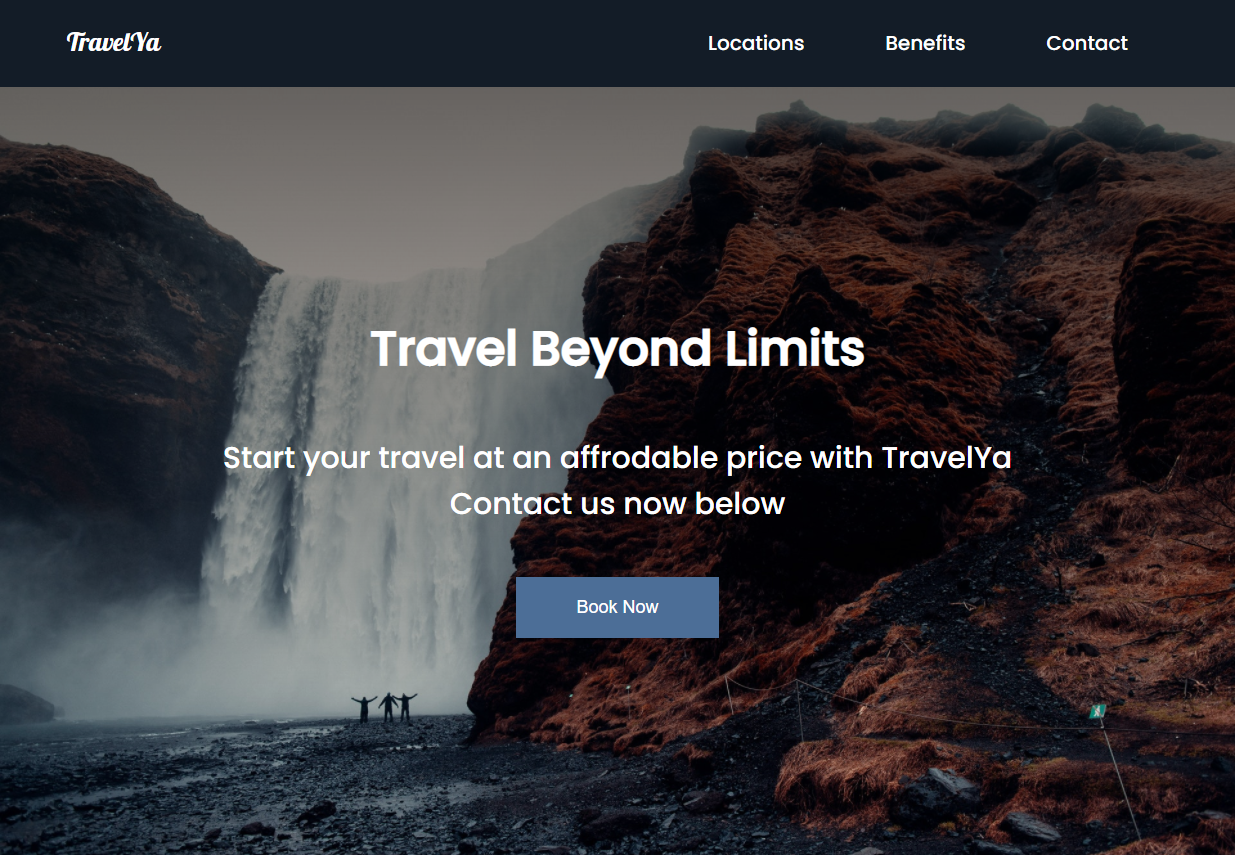 TravelYa
Locations
Benefits
Contact
Travel Beyond Limits
Start your travel at an affrodable price with TravelYa
Contact us now below
Book Now